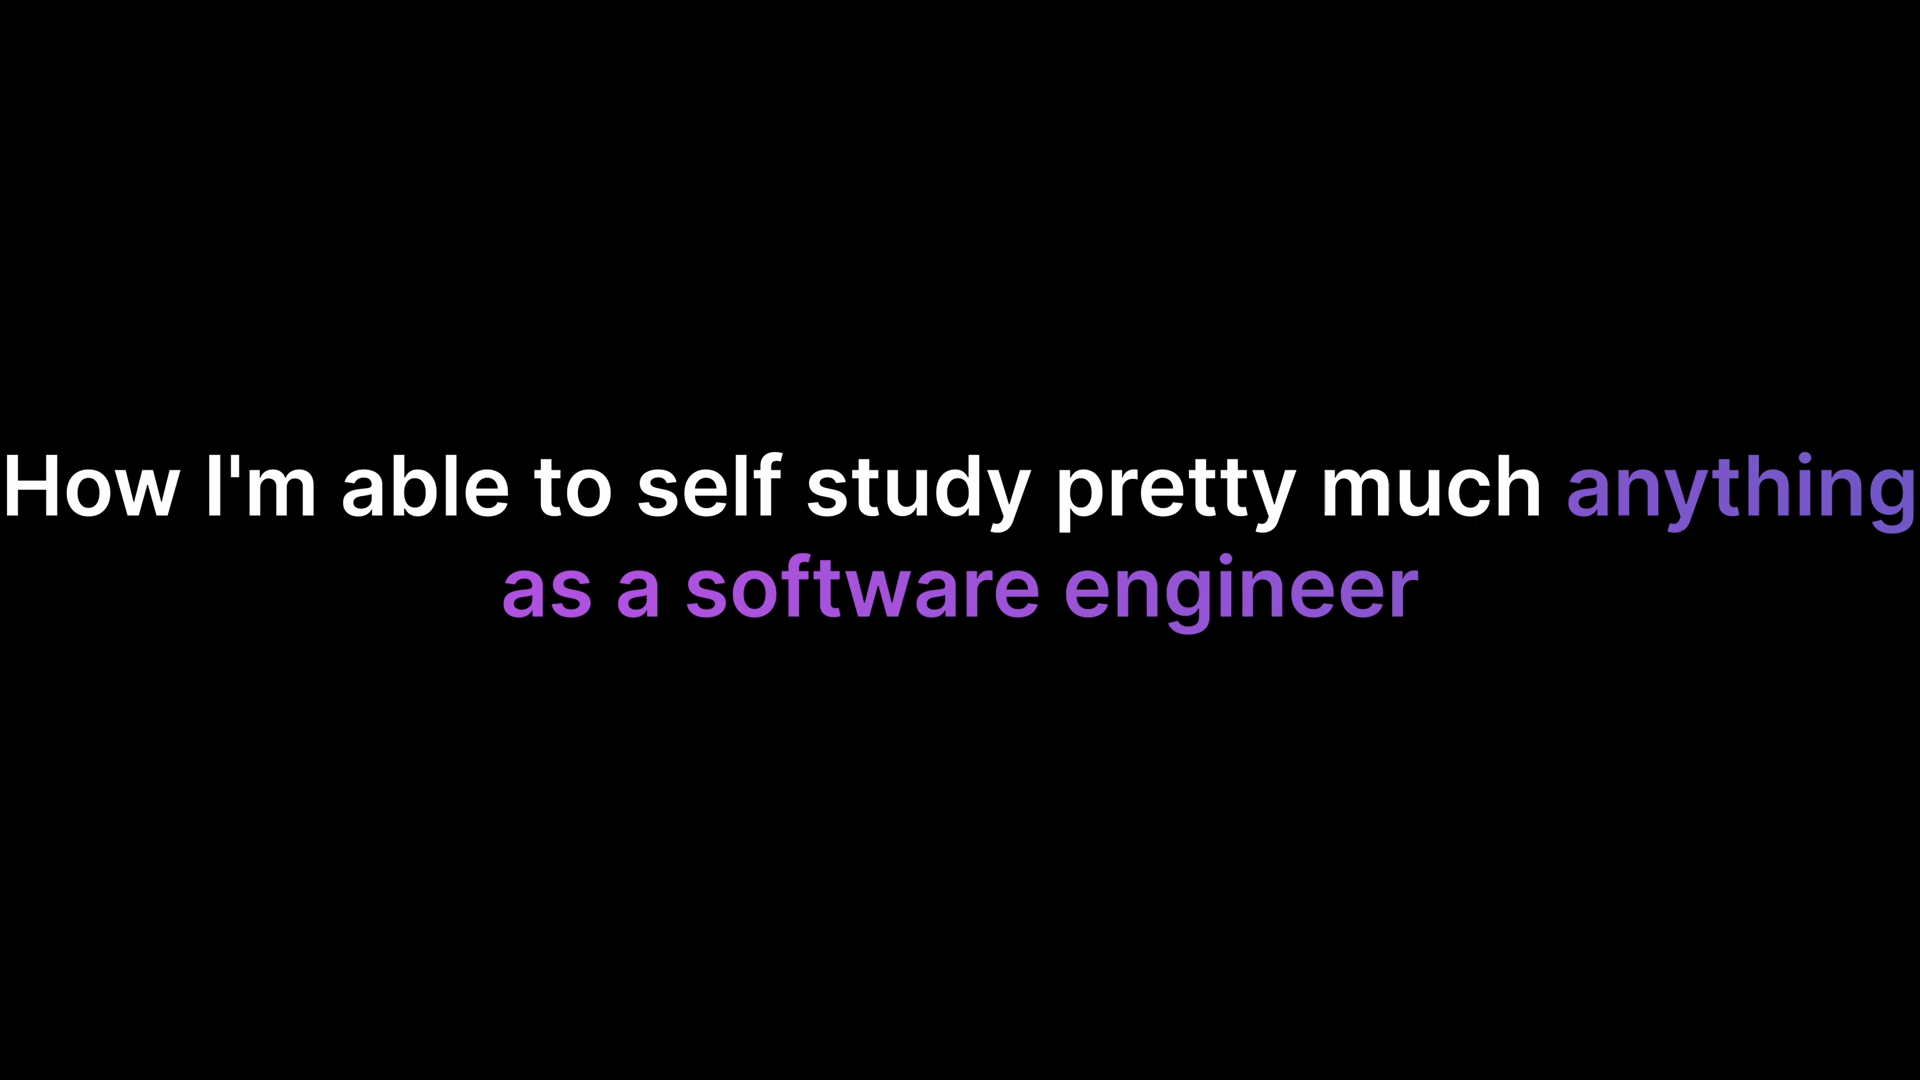 How I'm able to self study pretty much anything
as a software engineer